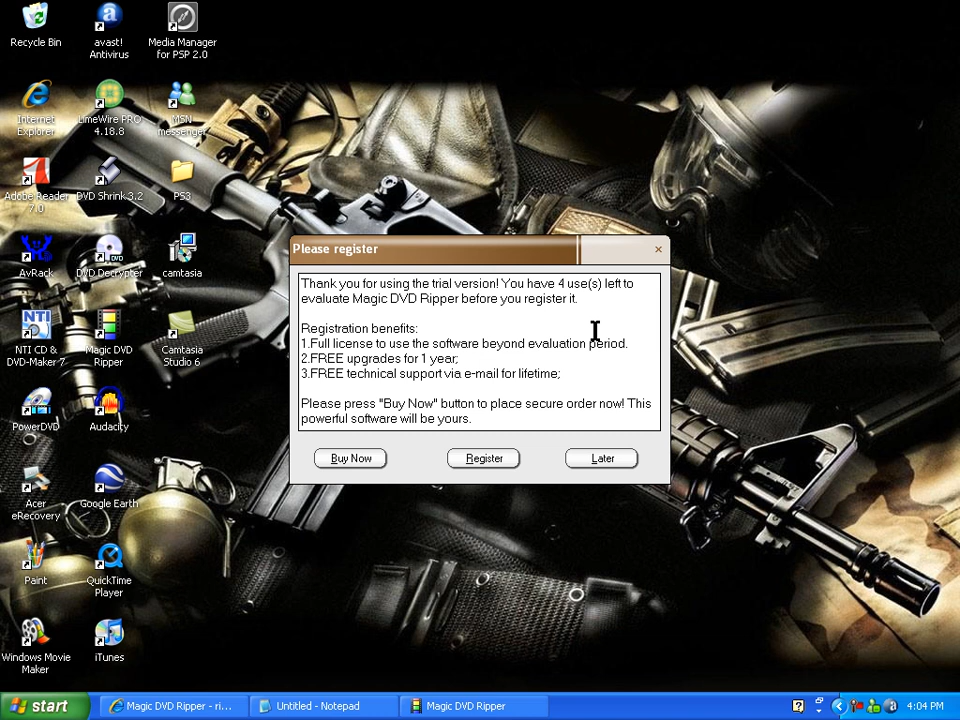 Recycle Bin
avast!
Antivirus
Media Manager
for PSP 2.0
Internet
Explorer
LimeWire PRO
4.18.8
MSN
messenger
Adobe Reader
7.0
DVD Shrink 3.2
PS3
AvRack
DVD Decrypter
DVD
camtasia
NTI
NTI CD &
DVD-Maker 7
Magic DVD
Ripper
Camtasia
Studio 6
PowerDVD
Audacity
Acer
eRecovery
Google Earth
Paint
QuickTime
Player
Windows Movie
Maker
iTunes
Please register
Thank you for using the trial version! You have 4 use(s) left to
evaluate Magic DVD Ripper before you register it.
Registration benefits:
1.Full license to use the software beyond evaluation period.
2.FREE upgrades for 1 year;
3.FREE technical support via e-mail for lifetime;
Please press "Buy Now" button to place secure order now! This
powerful software will be yours.
Buy Now
Register
Later
start
Magic DVD Ripper - ri...
Untitled - Notepad
Magic DVD Ripper
4:04 PM